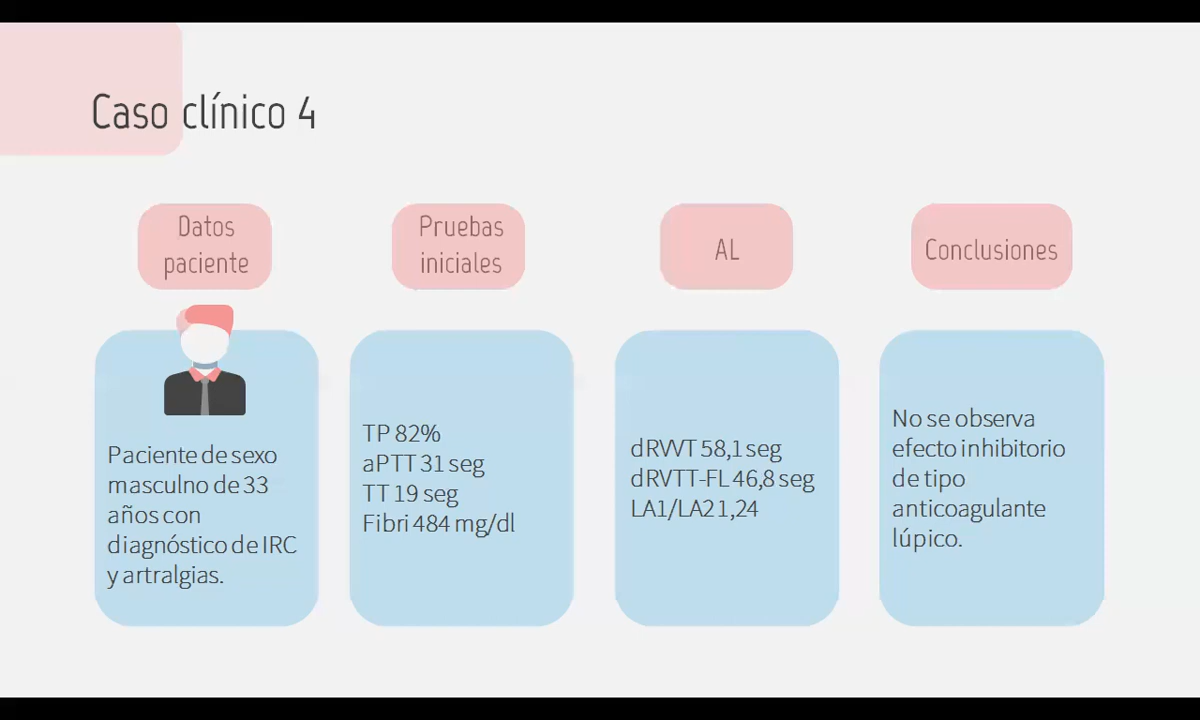 Caso clínico 4
Datos
paciente
Pruebas
iniciales
AL
Conclusiones
Paciente de sexo
masculno de 33
años con
diagnóstico de IRC
y artralgias.
TP 82%
aPTT 31 seg
TT 19 seg
Fibri 484 mg/dl
dRVVT 58,1 seg
dRVTT-FL 46,8 seg
LA1/LA2 1,24
No se observa
efecto inhibitorio
de tipo
anticoagulante
lúpico.